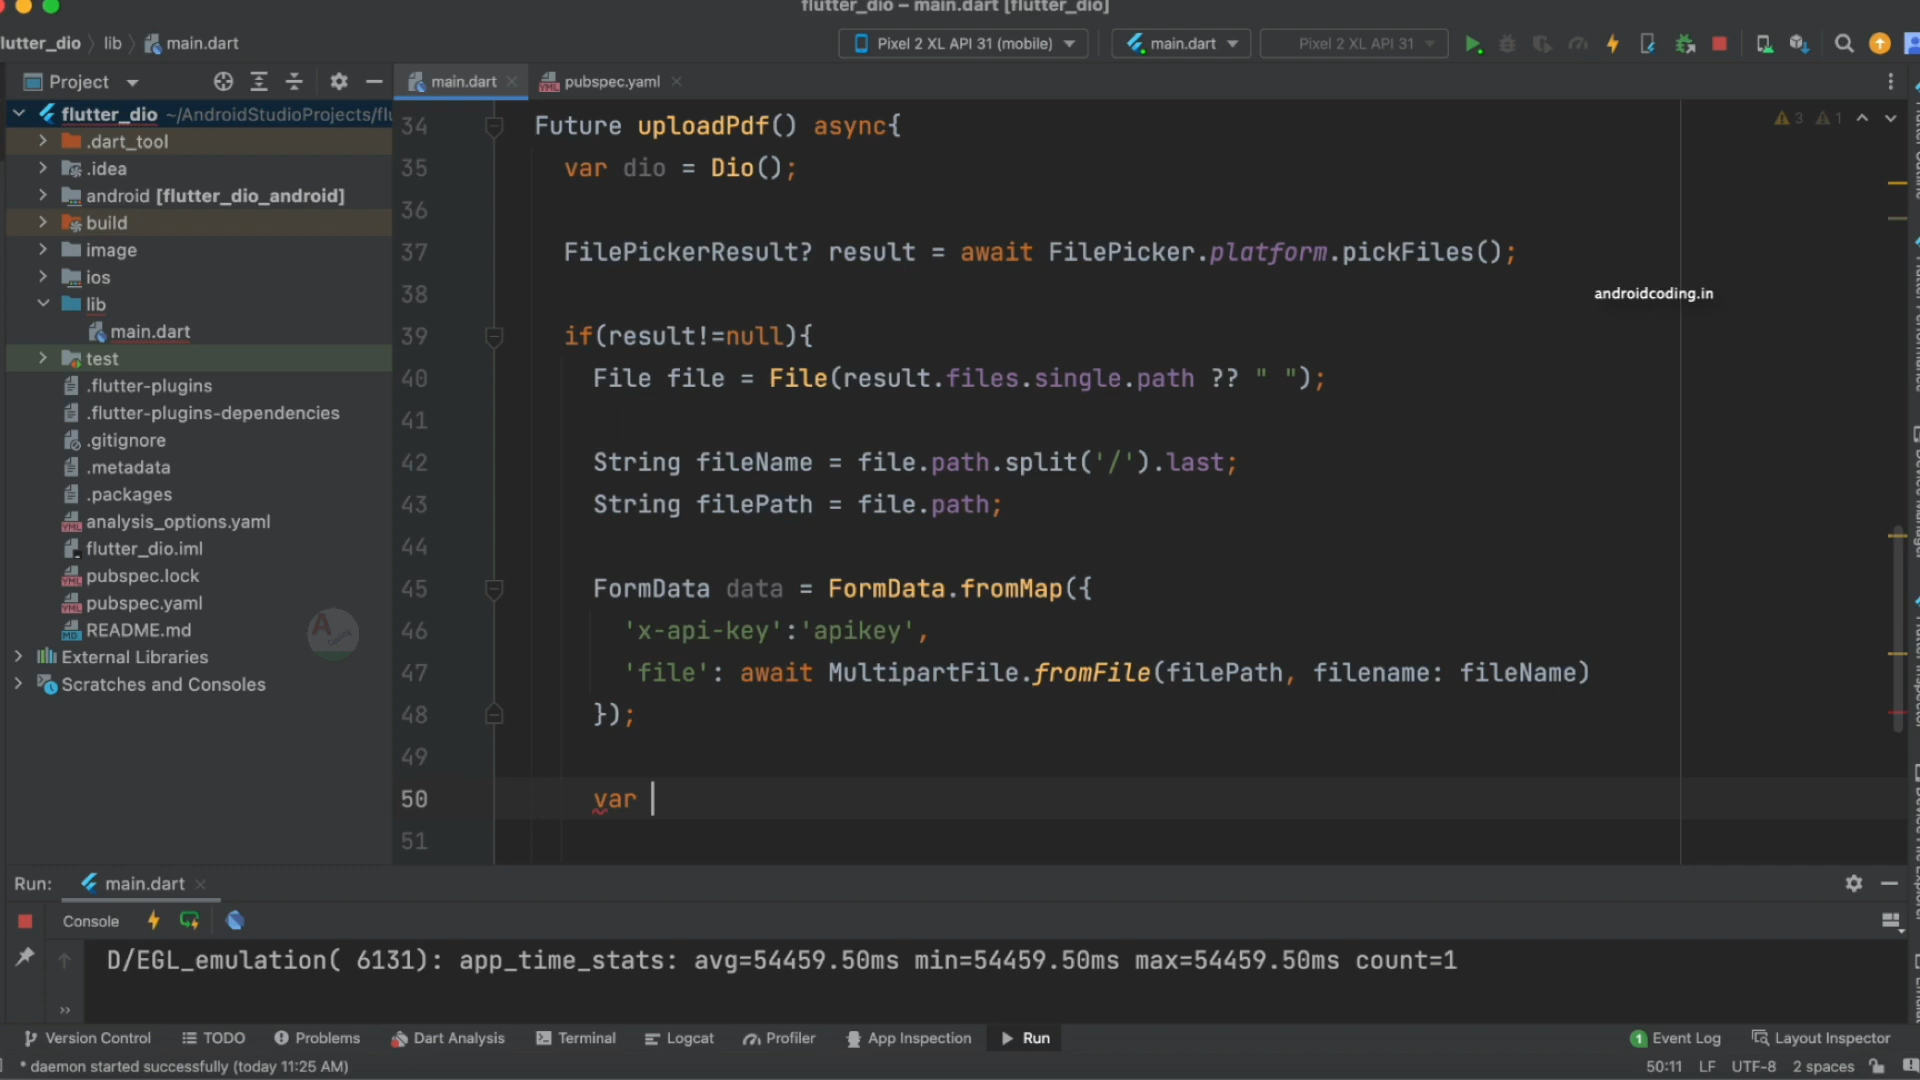 flutter_dio – main.dart [flutter_dio]
lutter_dio 〉 lib 〉 main.dart
Pixel 2 XL API 31 (mobile)
main.dart
Pixel 2 XL API 31
Project
main.dart
pubspec.yaml
flutter_dio ~/AndroidStudioProjects/flu
.dart_tool
.idea
android [flutter_dio_android]
build
image
ios
lib
main.dart
test
.flutter-plugins
.flutter-plugins-dependencies
.gitignore
.metadata
.packages
analysis_options.yaml
flutter_dio.iml
pubspec.lock
pubspec.yaml
README.md
External Libraries
Scratches and Consoles
3 1
34 Future uploadPdf() async{
35 var dio = Dio();
36
37 FilePickerResult? result = await FilePicker.platform.pickFiles();
38
androidcoding.in
39 if(result!=null){
40 File file = File(result.files.single.path ?? " ");
41
42 String fileName = file.path.split('/').last;
43 String filePath = file.path;
44
45 FormData data = FormData.fromMap({
46 'x-api-key':'apikey',
47 'file': await MultipartFile.fromFile(filePath, filename: fileName)
48 });
49
50 var
51
Run: main.dart
Console
D/EGL_emulation( 6131): app_time_stats: avg=54459.50ms min=54459.50ms max=54459.50ms count=1
Version Control TODO Problems Dart Analysis Terminal Logcat Profiler App Inspection Run 1 Event Log Layout Inspector
* daemon started successfully (today 11:25 AM) 50:11 LF UTF-8 2 spaces